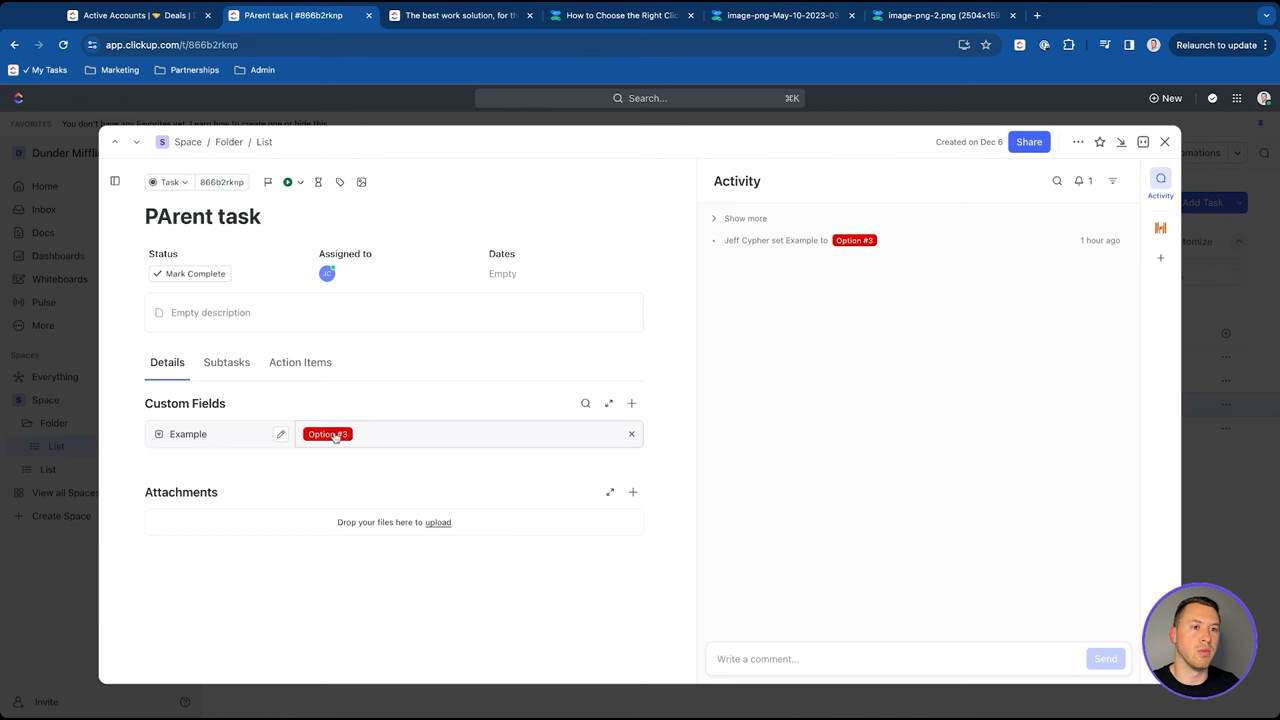 Active Accounts | 🤝 Deals | D
PArent task | #866b2rknp
The best work solution, for th
How to Choose the Right Clic
image-png-May-10-2023-03
image-png-2.png (2504×159
app.clickup.com/t/866b2rknp
Relaunch to update
✓ My Tasks
Marketing
Partnerships
Admin
Search...
⌘K
New
FAVORITES
You don't have any Favorites yet. Learn how to create one or hide this
Dunder Miffli
Space / Folder / List
Created on Dec 6
Share
omations
Home
Inbox
Docs
Dashboards
Whiteboards
Pulse
More
Spaces
Everything
S
Space
Folder
List
List
View all Spaces
Create Space
Invite
Add Task
tomize
S
Task
866b2rknp
PArent task
Status
Assigned to
Dates
Mark Complete
JC
Empty
Empty description
Details
Subtasks
Action Items
Custom Fields
Example
Option #3
Attachments
Drop your files here to upload
Activity
1
Show more
Jeff Cypher set Example to Option #3
1 hour ago
Write a comment...
Send
Activity